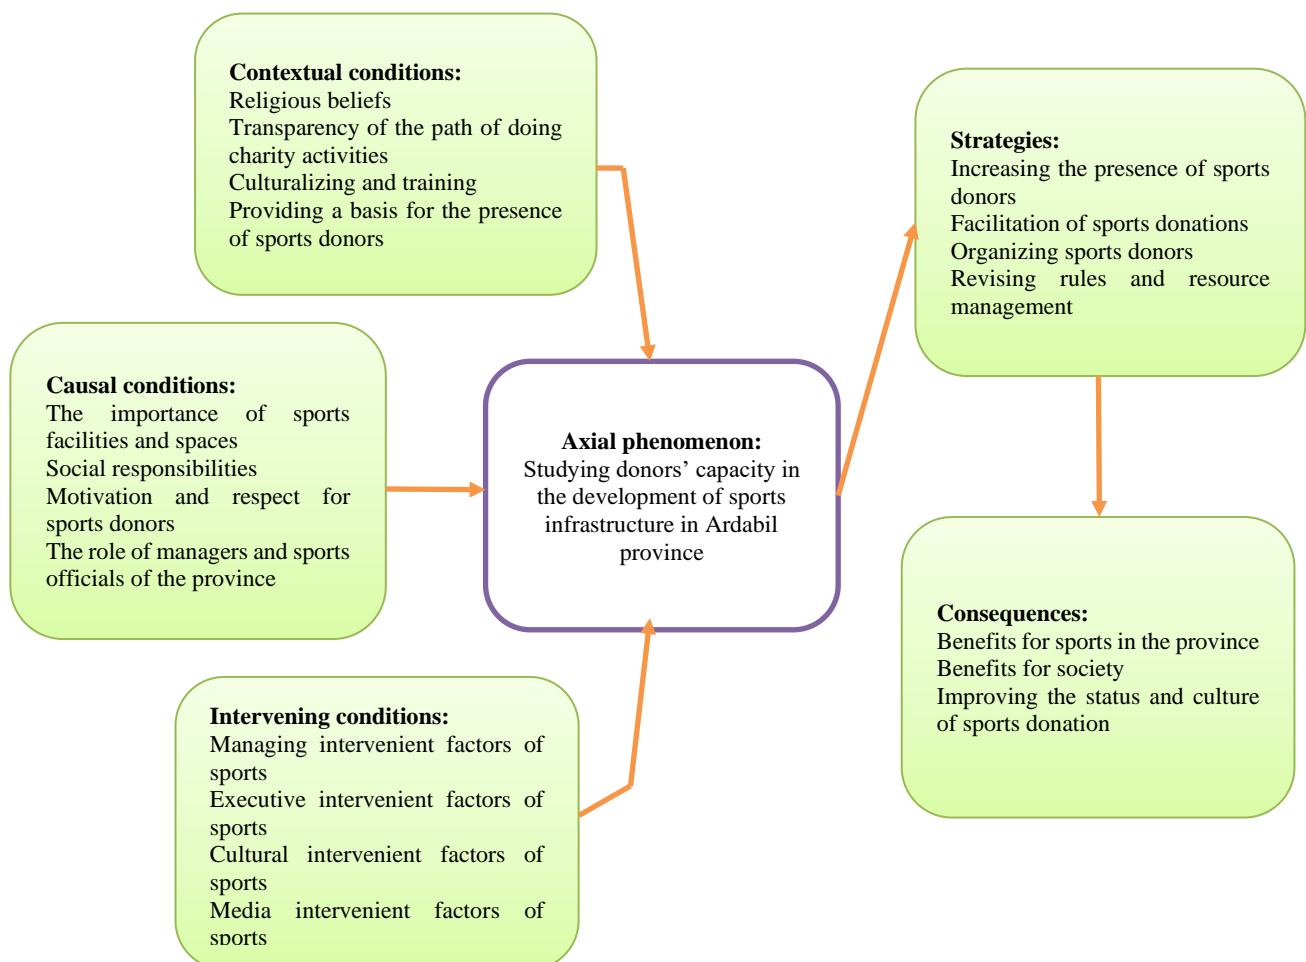 Contextual conditions:
Religious beliefs
Transparency of the path of doing
charity activities
Culturalizing and training
Providing a basis for the presence
of sports donors
Causal conditions:
The importance of sports
facilities and spaces
Social responsibilities
Motivation and respect for
sports donors
The role of managers and sports
officials of the province
Intervening conditions:
Managing intervenient factors of
sports
Executive intervenient factors of
sports
Cultural intervenient factors of
sports
Media intervenient factors of
sports
Axial phenomenon:
Studying donors’ capacity in
the development of sports
infrastructure in Ardabil
province
Strategies:
Increasing the presence of sports
donors
Facilitation of sports donations
Organizing sports donors
Revising rules and resource
management
Consequences:
Benefits for sports in the province
Benefits for society
Improving the status and culture
of sports donation